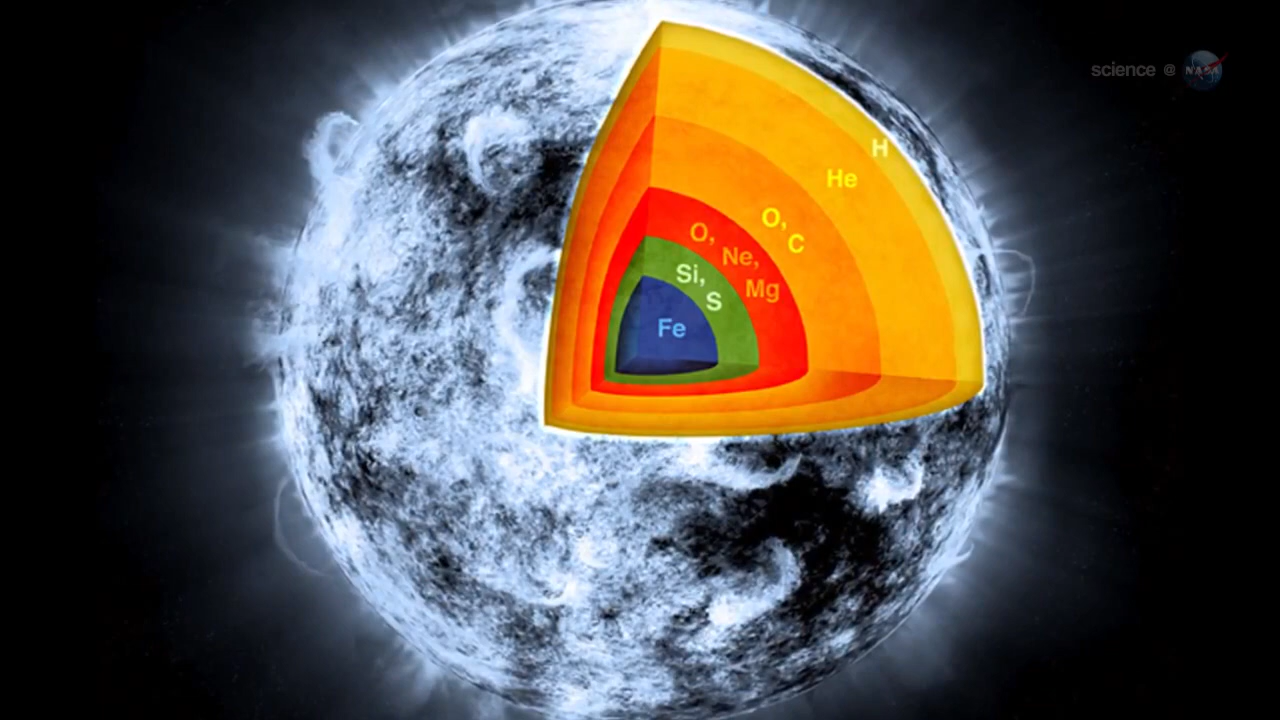 science @ NASA
H
He
O,
C
O,
Ne,
Mg
Si,
S
Fe